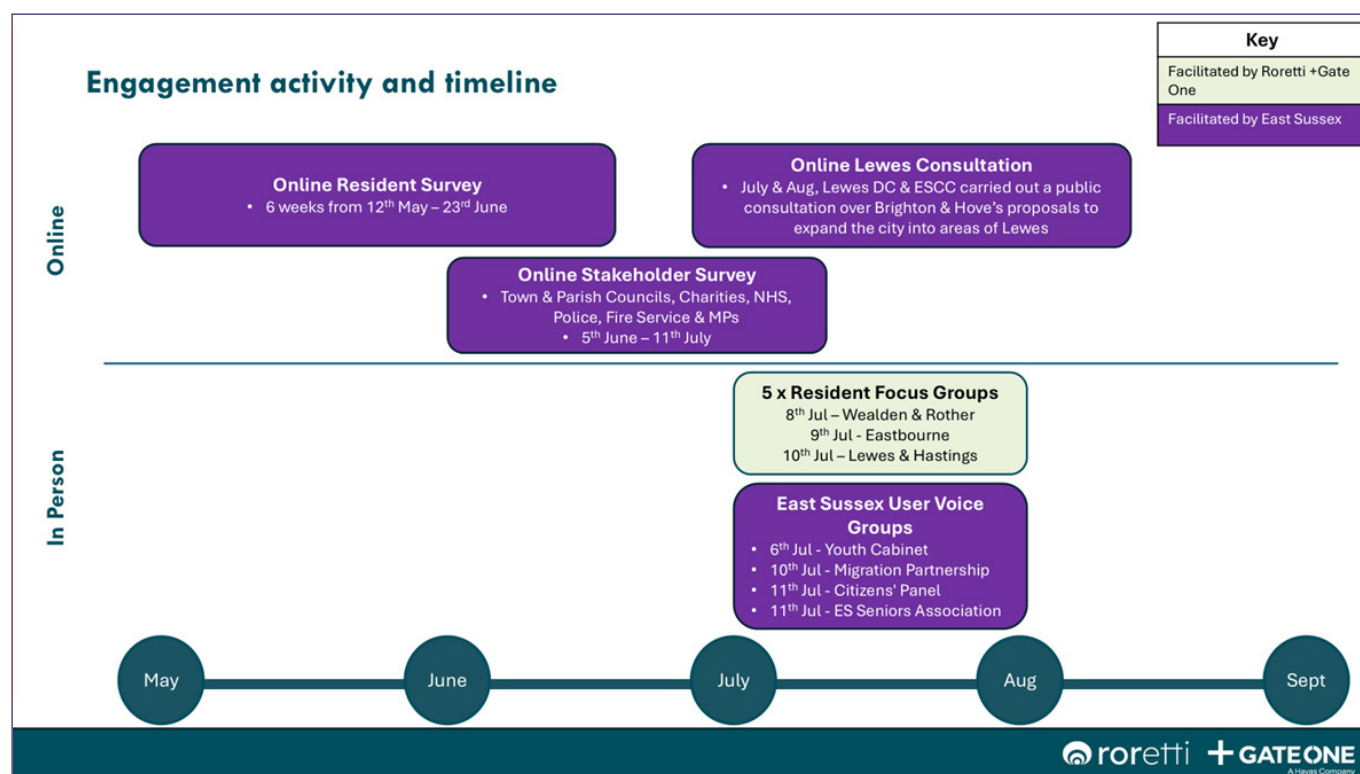 Engagement activity and timeline
Key
Facilitated by Roretti +Gate
One
Facilitated by East Sussex
Online
Online Resident Survey
• 6 weeks from 12th May – 23rd June
Online Lewes Consultation
• July & Aug, Lewes DC & ESCC carried out a public
consultation over Brighton & Hove's proposals to
expand the city into areas of Lewes
Online Stakeholder Survey
• Town & Parish Councils, Charities, NHS,
Police, Fire Service & MPs
• 5th June – 11th July
In Person
5 x Resident Focus Groups
8th Jul – Wealden & Rother
9th Jul - Eastbourne
10th Jul – Lewes & Hastings
East Sussex User Voice
Groups
• 6th Jul - Youth Cabinet
• 10th Jul - Migration Partnership
• 11th Jul - Citizens' Panel
• 11th Jul - ES Seniors Association
May
June
July
Aug
Sept
roretti
+GATEONE
A Havas Company